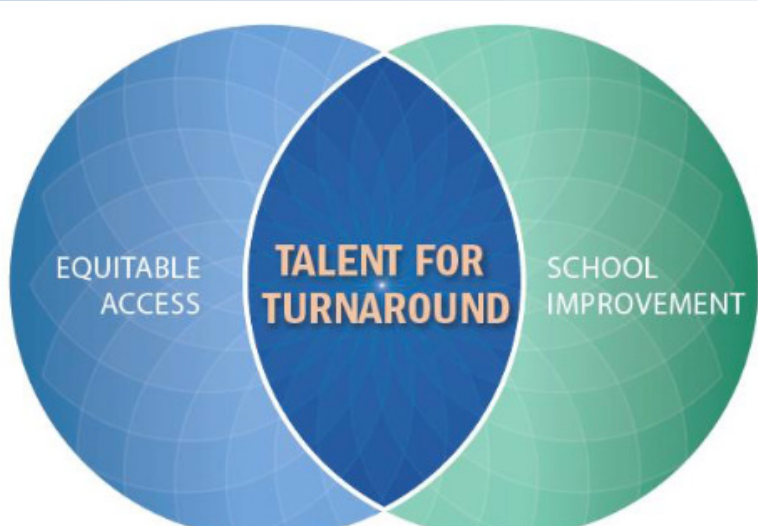 EQUITABLE
ACCESS
TALENT FOR
TURNAROUND
SCHOOL
IMPROVEMENT